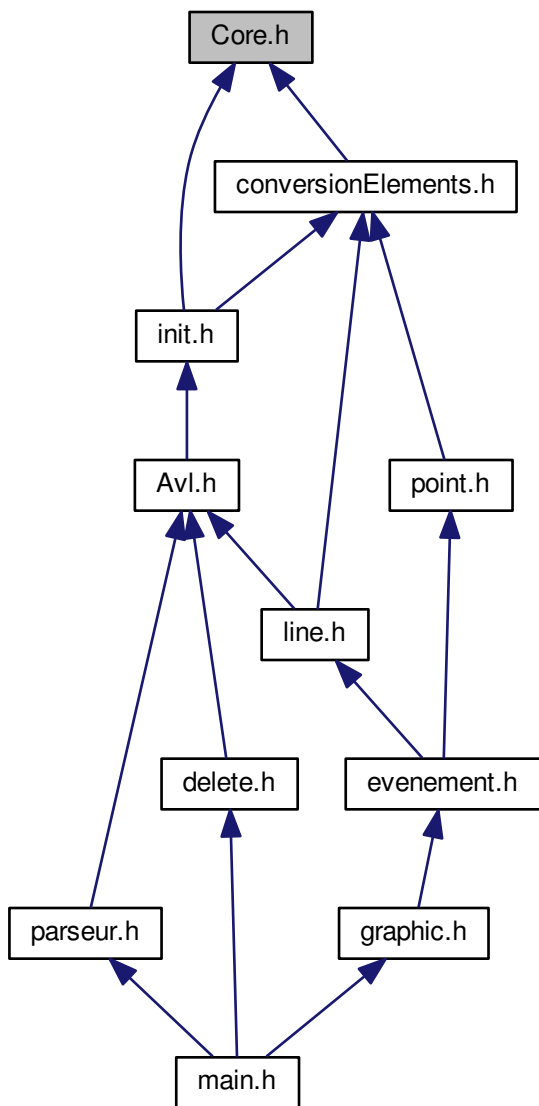 Core.h
conversionElements.h
init.h
Avl.h
point.h
line.h
delete.h
evenement.h
parseur.h
graphic.h
main.h